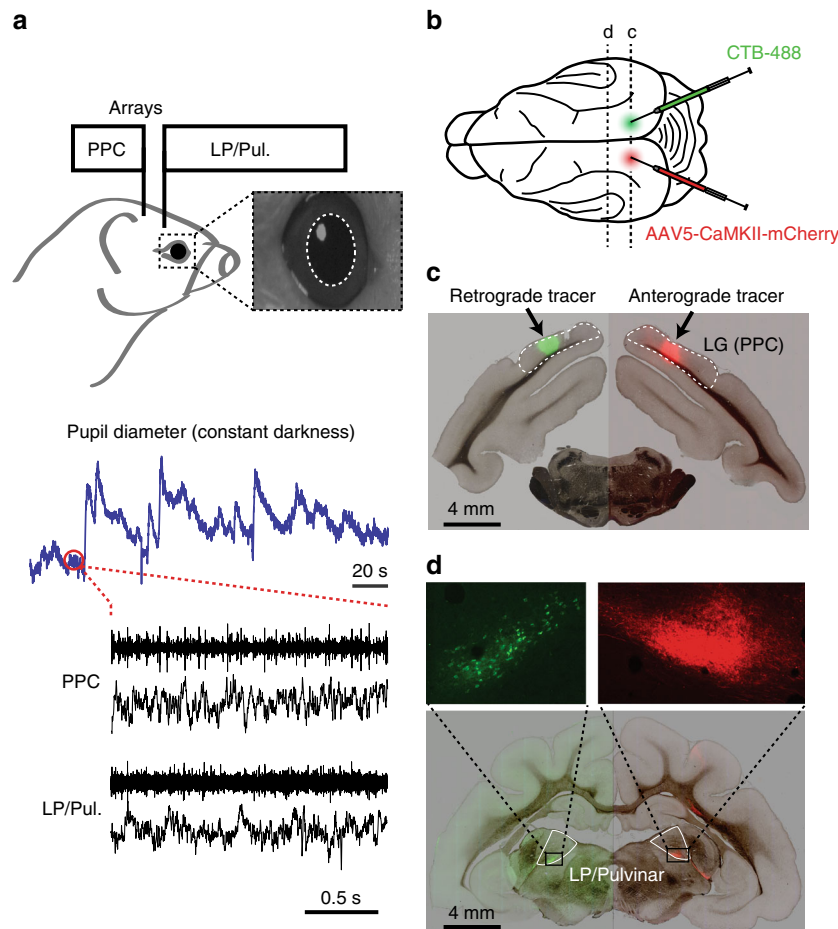 a
Arrays
PPC
LP/Pul.
Pupil diameter (constant darkness)
20 s
PPC
LP/Pul.
0.5 s
b
d
c
CTB-488
AAV5-CaMKII-mCherry
c
Retrograde tracer
Anterograde tracer
LG (PPC)
4 mm
d
LP/Pulvinar
4 mm